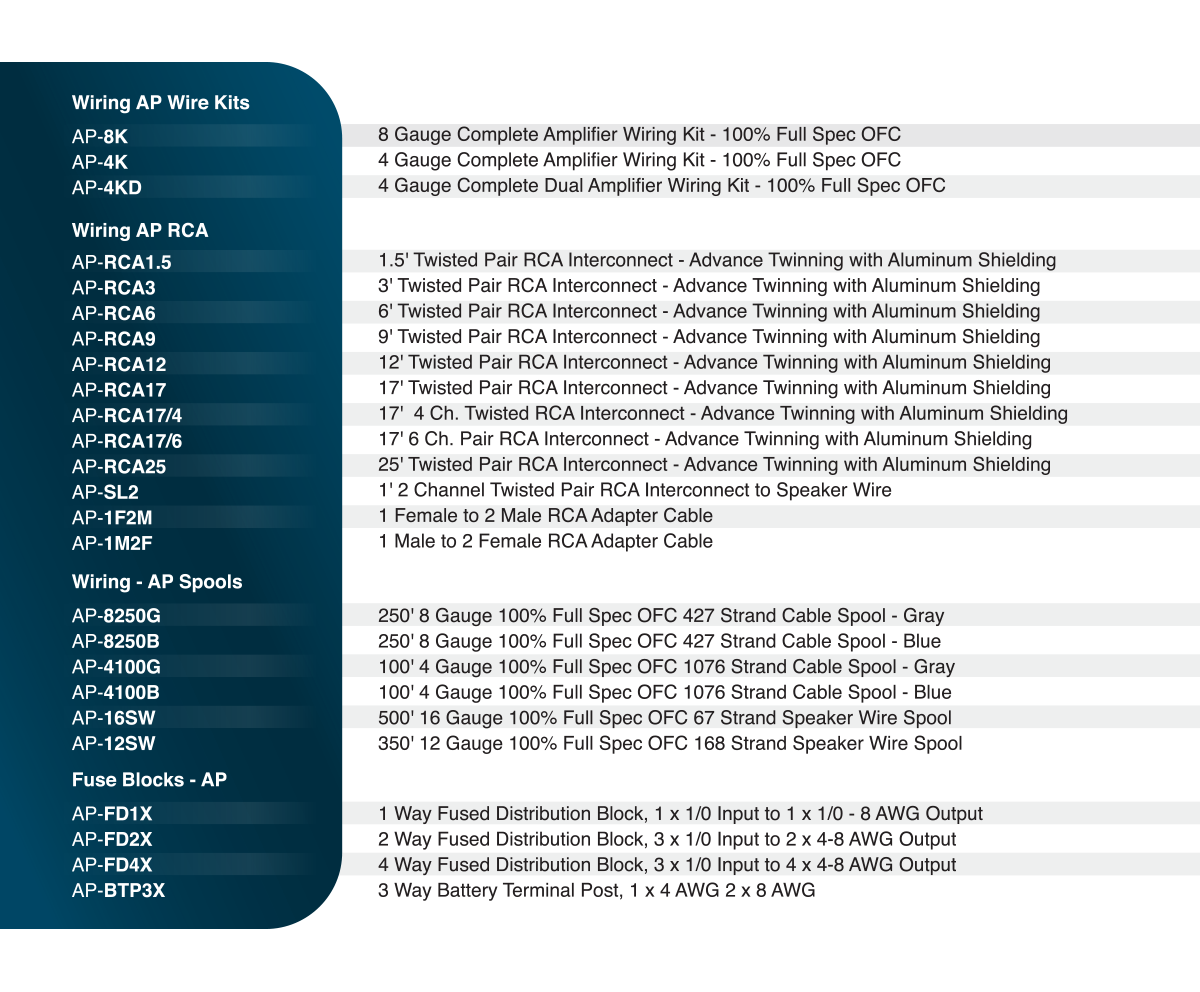 Wiring AP Wire Kits
AP-8K 8 Gauge Complete Amplifier Wiring Kit - 100% Full Spec OFC
AP-4K 4 Gauge Complete Amplifier Wiring Kit - 100% Full Spec OFC
AP-4KD 4 Gauge Complete Dual Amplifier Wiring Kit - 100% Full Spec OFC
Wiring AP RCA
AP-RCA1.5 1.5' Twisted Pair RCA Interconnect - Advance Twinning with Aluminum Shielding
AP-RCA3 3' Twisted Pair RCA Interconnect - Advance Twinning with Aluminum Shielding
AP-RCA6 6' Twisted Pair RCA Interconnect - Advance Twinning with Aluminum Shielding
AP-RCA9 9' Twisted Pair RCA Interconnect - Advance Twinning with Aluminum Shielding
AP-RCA12 12' Twisted Pair RCA Interconnect - Advance Twinning with Aluminum Shielding
AP-RCA17 17' Twisted Pair RCA Interconnect - Advance Twinning with Aluminum Shielding
AP-RCA17/4 17' 4 Ch. Twisted RCA Interconnect - Advance Twinning with Aluminum Shielding
AP-RCA17/6 17' 6 Ch. Pair RCA Interconnect - Advance Twinning with Aluminum Shielding
AP-RCA25 25' Twisted Pair RCA Interconnect - Advance Twinning with Aluminum Shielding
AP-SL2 1' 2 Channel Twisted Pair RCA Interconnect to Speaker Wire
AP-1F2M 1 Female to 2 Male RCA Adapter Cable
AP-1M2F 1 Male to 2 Female RCA Adapter Cable
Wiring - AP Spools
AP-8250G 250' 8 Gauge 100% Full Spec OFC 427 Strand Cable Spool - Gray
AP-8250B 250' 8 Gauge 100% Full Spec OFC 427 Strand Cable Spool - Blue
AP-4100G 100' 4 Gauge 100% Full Spec OFC 1076 Strand Cable Spool - Gray
AP-4100B 100' 4 Gauge 100% Full Spec OFC 1076 Strand Cable Spool - Blue
AP-16SW 500' 16 Gauge 100% Full Spec OFC 67 Strand Speaker Wire Spool
AP-12SW 350' 12 Gauge 100% Full Spec OFC 168 Strand Speaker Wire Spool
Fuse Blocks - AP
AP-FD1X 1 Way Fused Distribution Block, 1 x 1/0 Input to 1 x 1/0 - 8 AWG Output
AP-FD2X 2 Way Fused Distribution Block, 3 x 1/0 Input to 2 x 4-8 AWG Output
AP-FD4X 4 Way Fused Distribution Block, 3 x 1/0 Input to 4 x 4-8 AWG Output
AP-BTP3X 3 Way Battery Terminal Post, 1 x 4 AWG 2 x 8 AWG